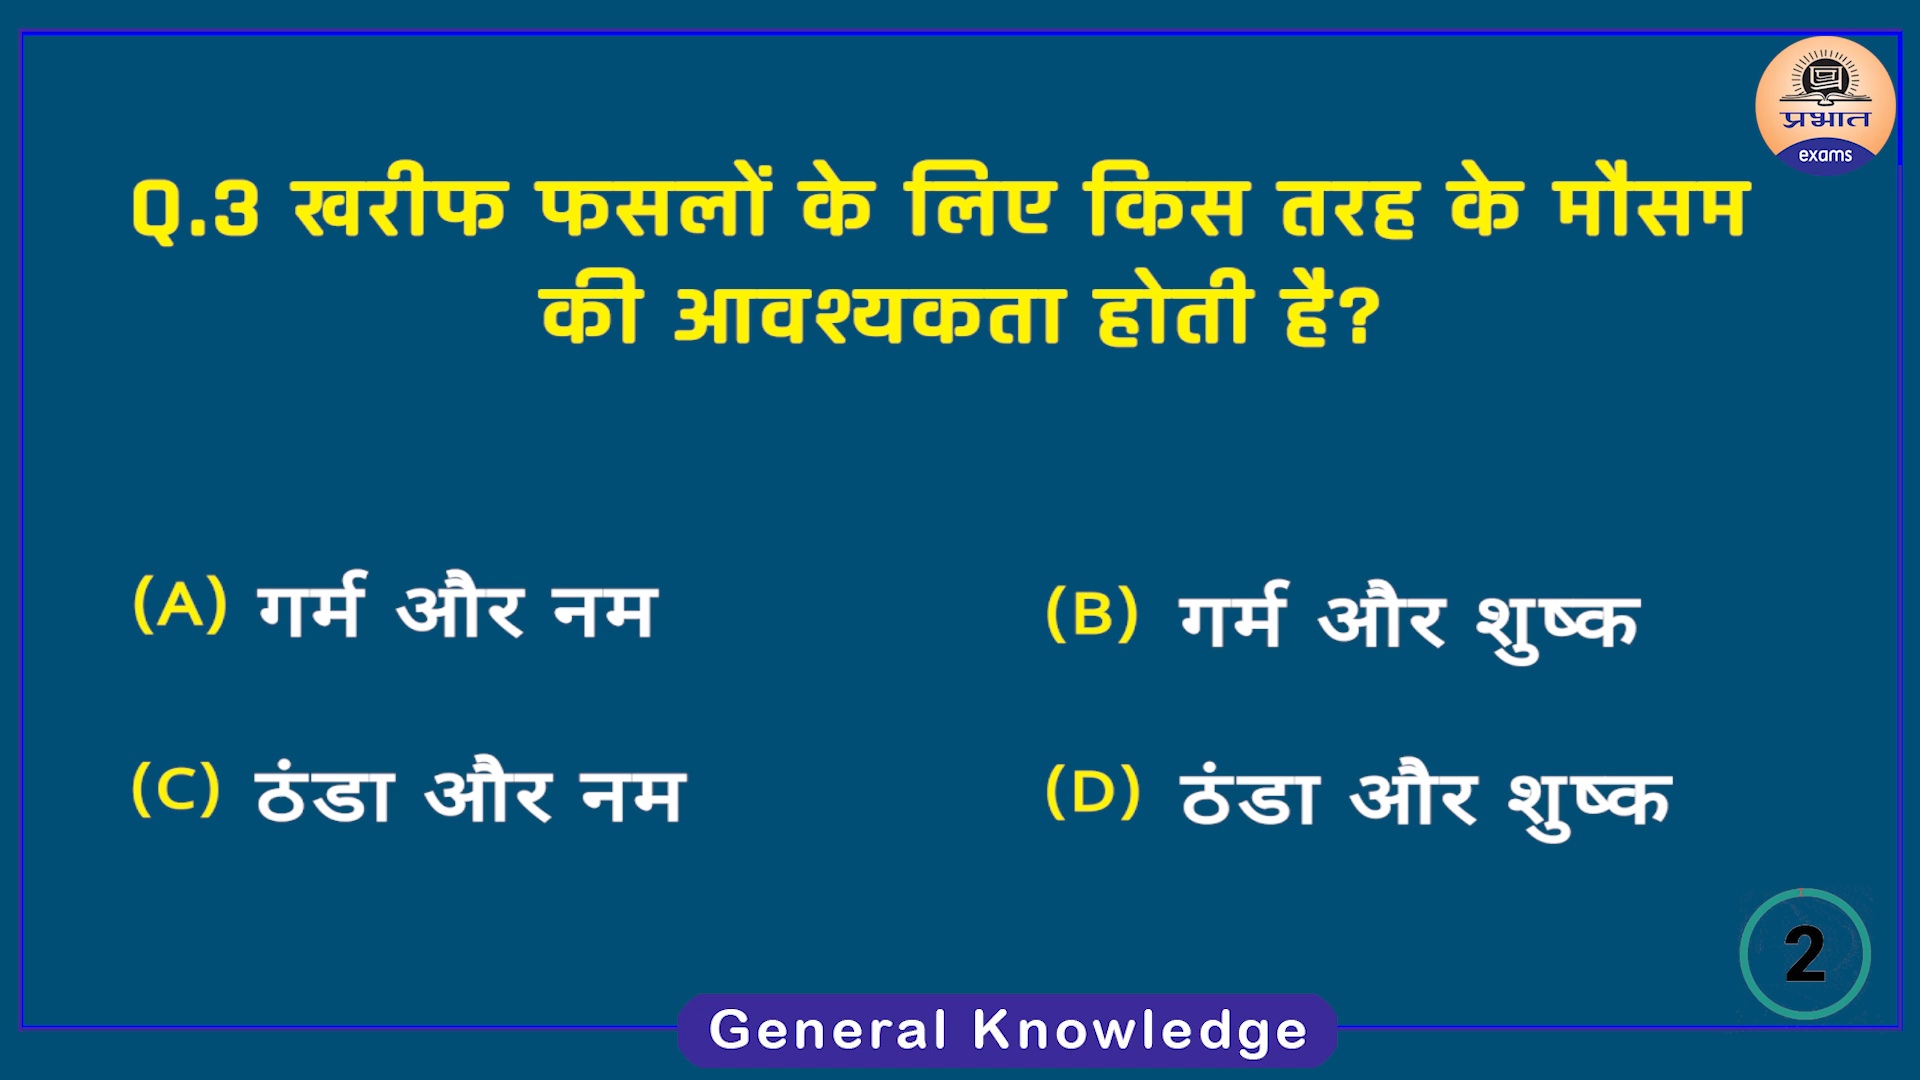 प्रभात
exams
Q.3 खरीफ फसलों के लिए किस तरह के मौसम
की आवश्यकता होती है?
(A) गर्म और नम
(B) गर्म और शुष्क
(C) ठंडा और नम
(D) ठंडा और शुष्क
2
General Knowledge